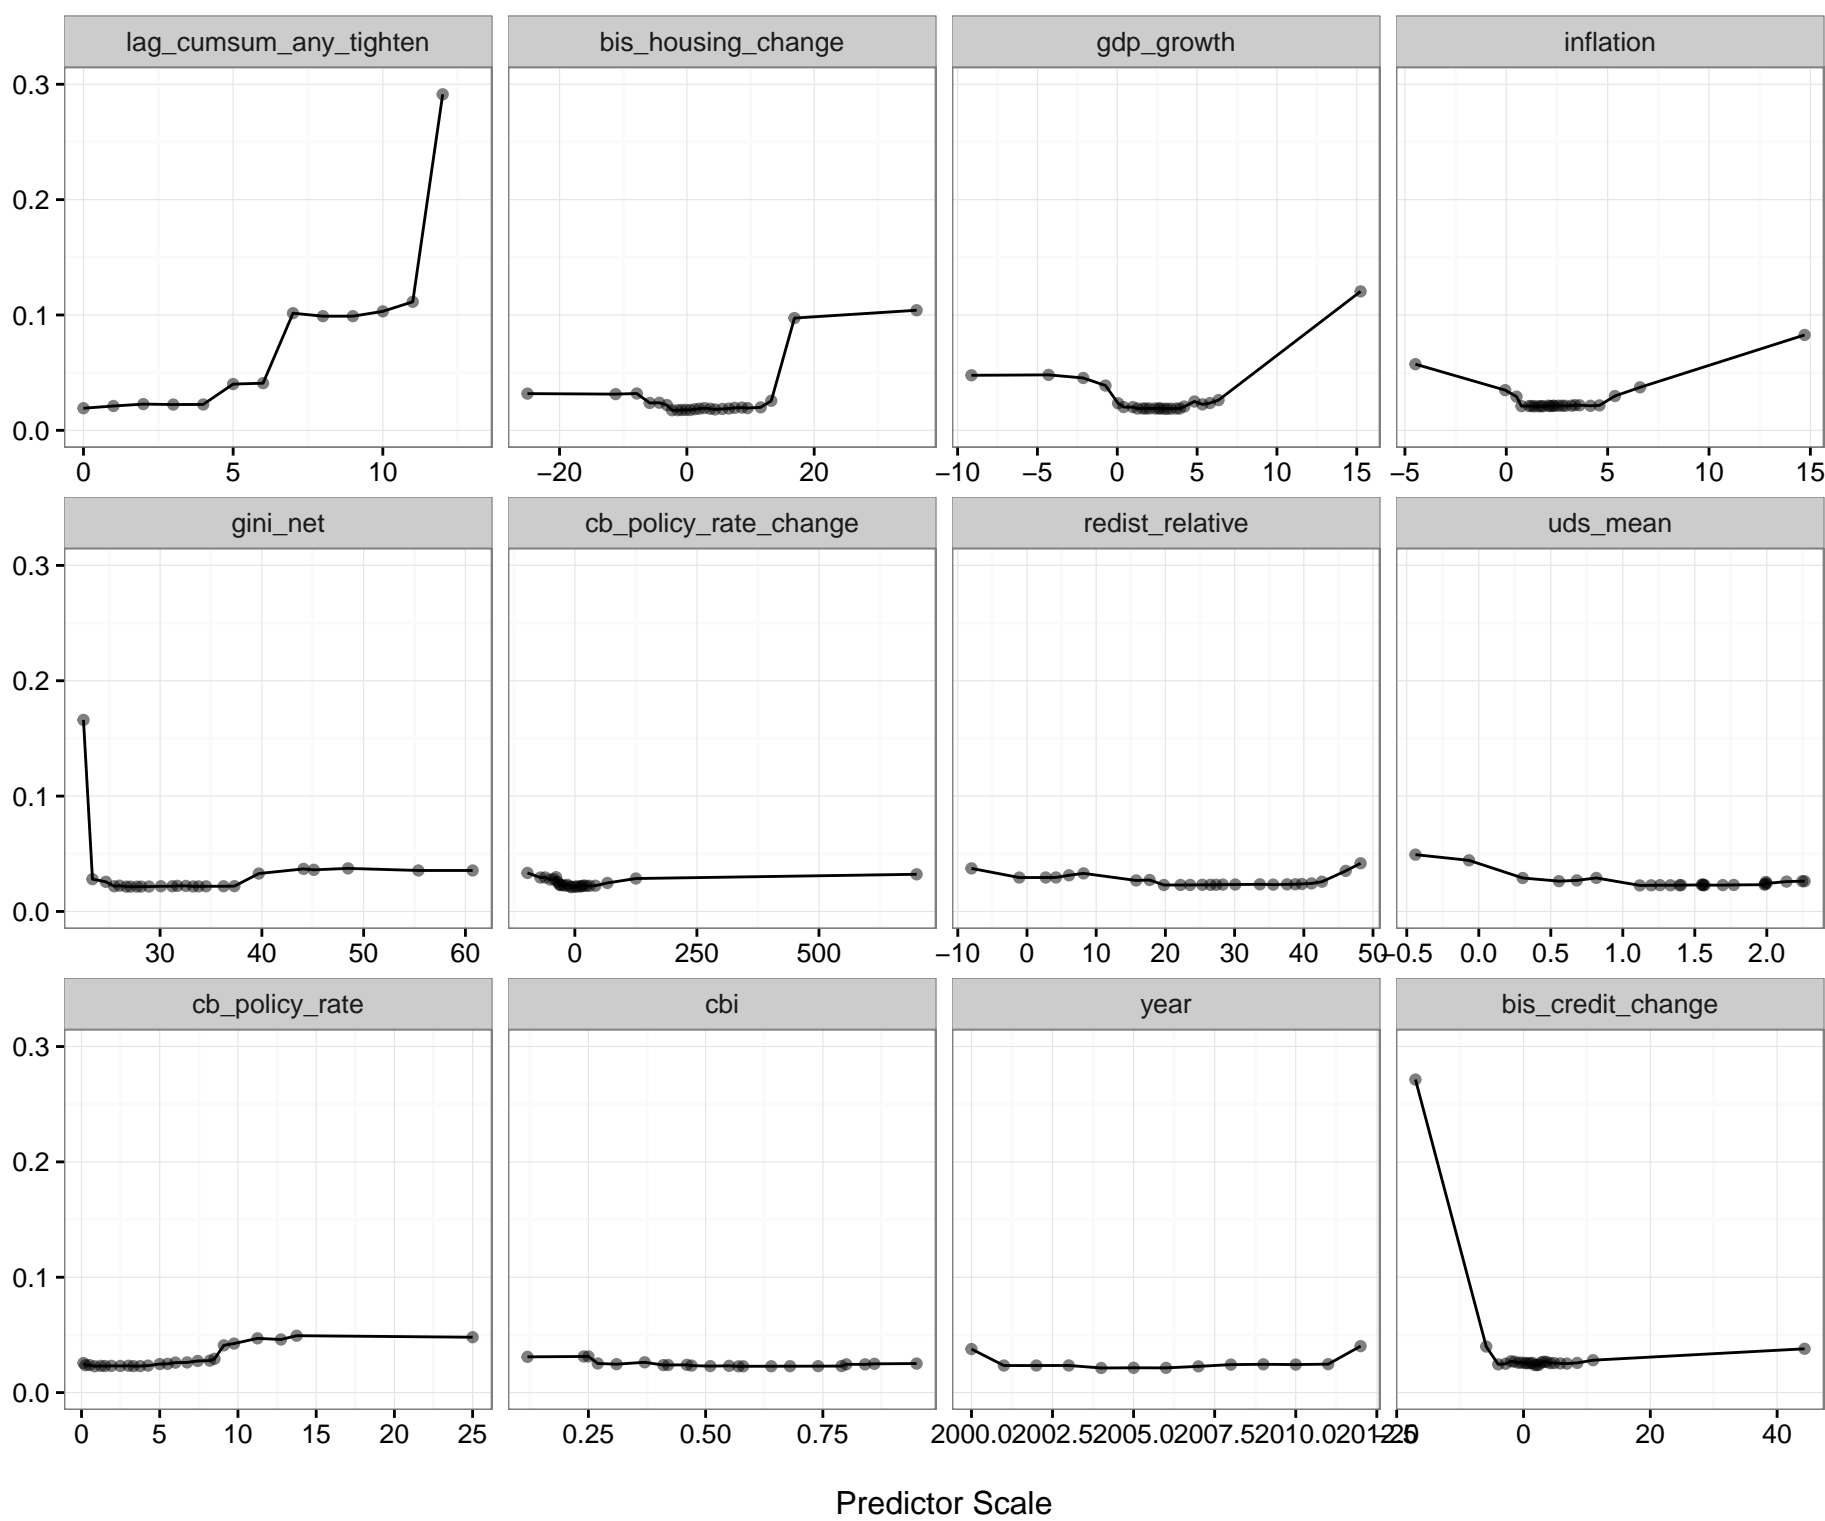 lag_cumsum_any_tighten bis_housing_change gdp_growth inflation
0.3
0.2
0.1
0.0
0 5 10 −20 0 20 −10 −5 0 5 10 15 −5 0 5 10 15
gini_net cb_policy_rate_change redist_relative uds_mean
0.3
0.2
0.1
0.0
30 40 50 60 0 250 500 −10 0 10 20 30 40 50 −0.5 0.0 0.5 1.0 1.5 2.0
cb_policy_rate cbi year bis_credit_change
0.3
0.2
0.1
0.0
0 5 10 15 20 25 0.25 0.50 0.75 2000.0 2002.5 2005.0 2007.5 2010.0 2012.5 −20 0 20 40
Predictor Scale